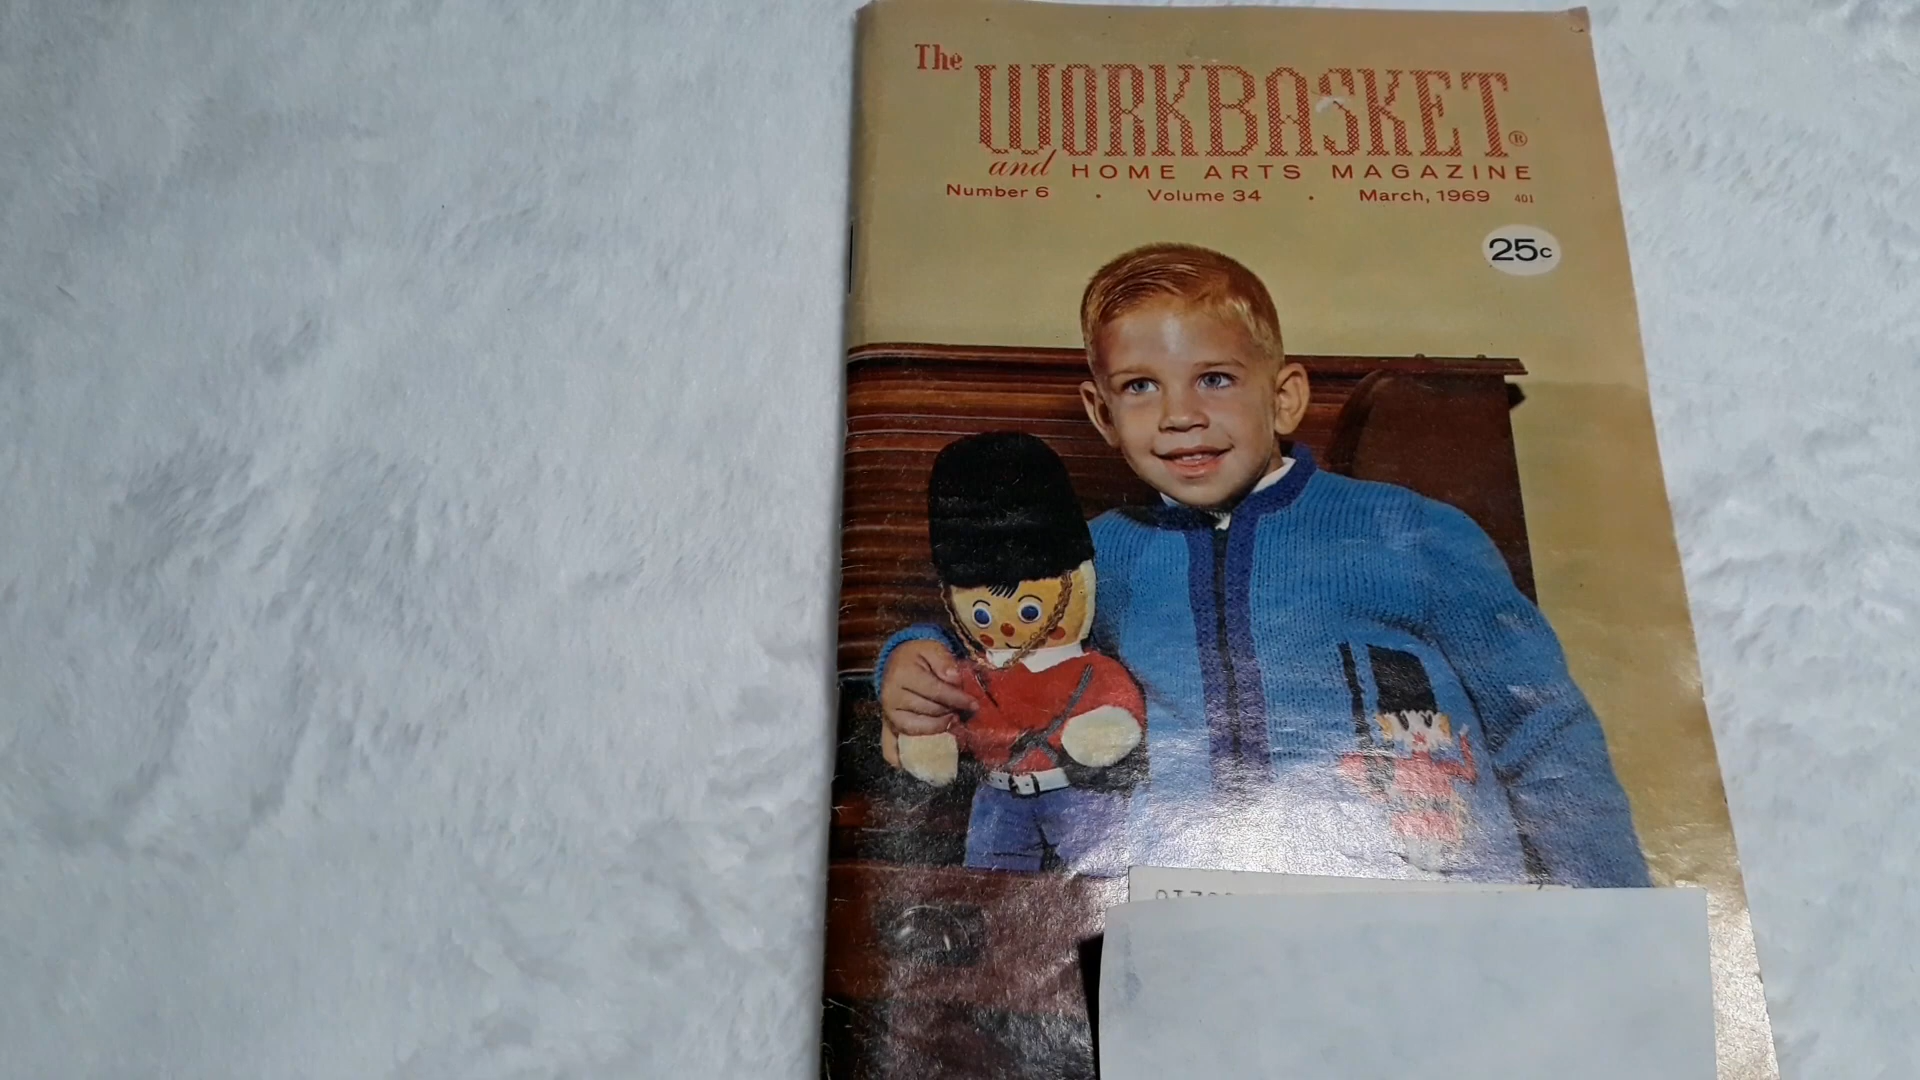 The
WORKBASKET®
and HOME ARTS MAGAZINE
Number 6 • Volume 34 • March, 1969 401
25c